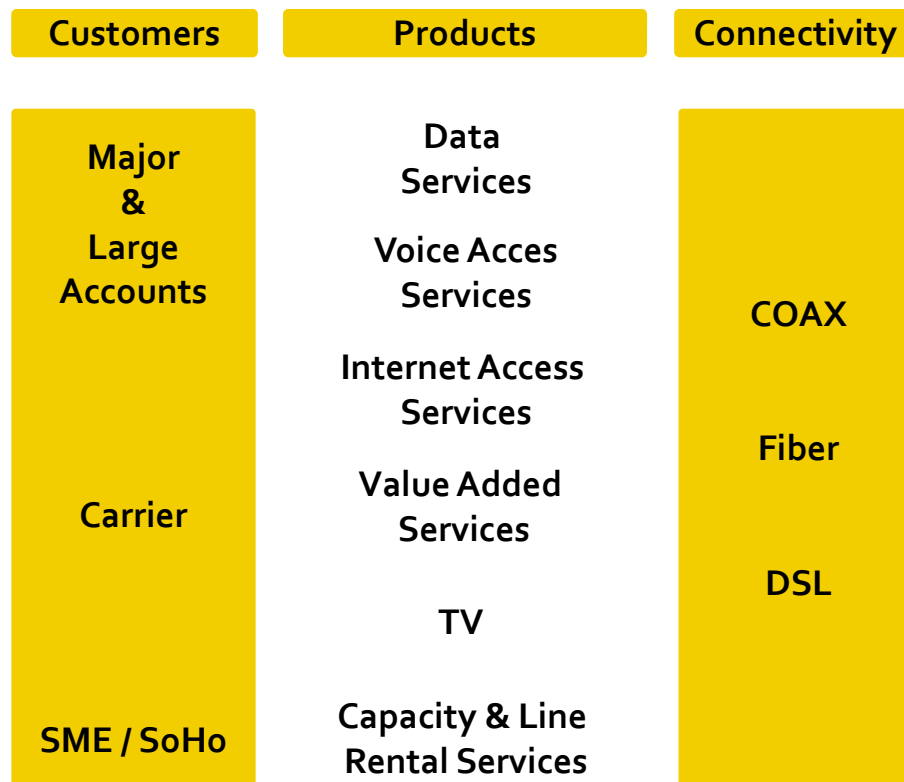 Customers
Products
Connectivity
Major
&
Large
Accounts
Carrier
SME / SoHo
Data
Services
Voice Acces
Services
Internet Access
Services
Value Added
Services
TV
Capacity & Line
Rental Services
COAX
Fiber
DSL